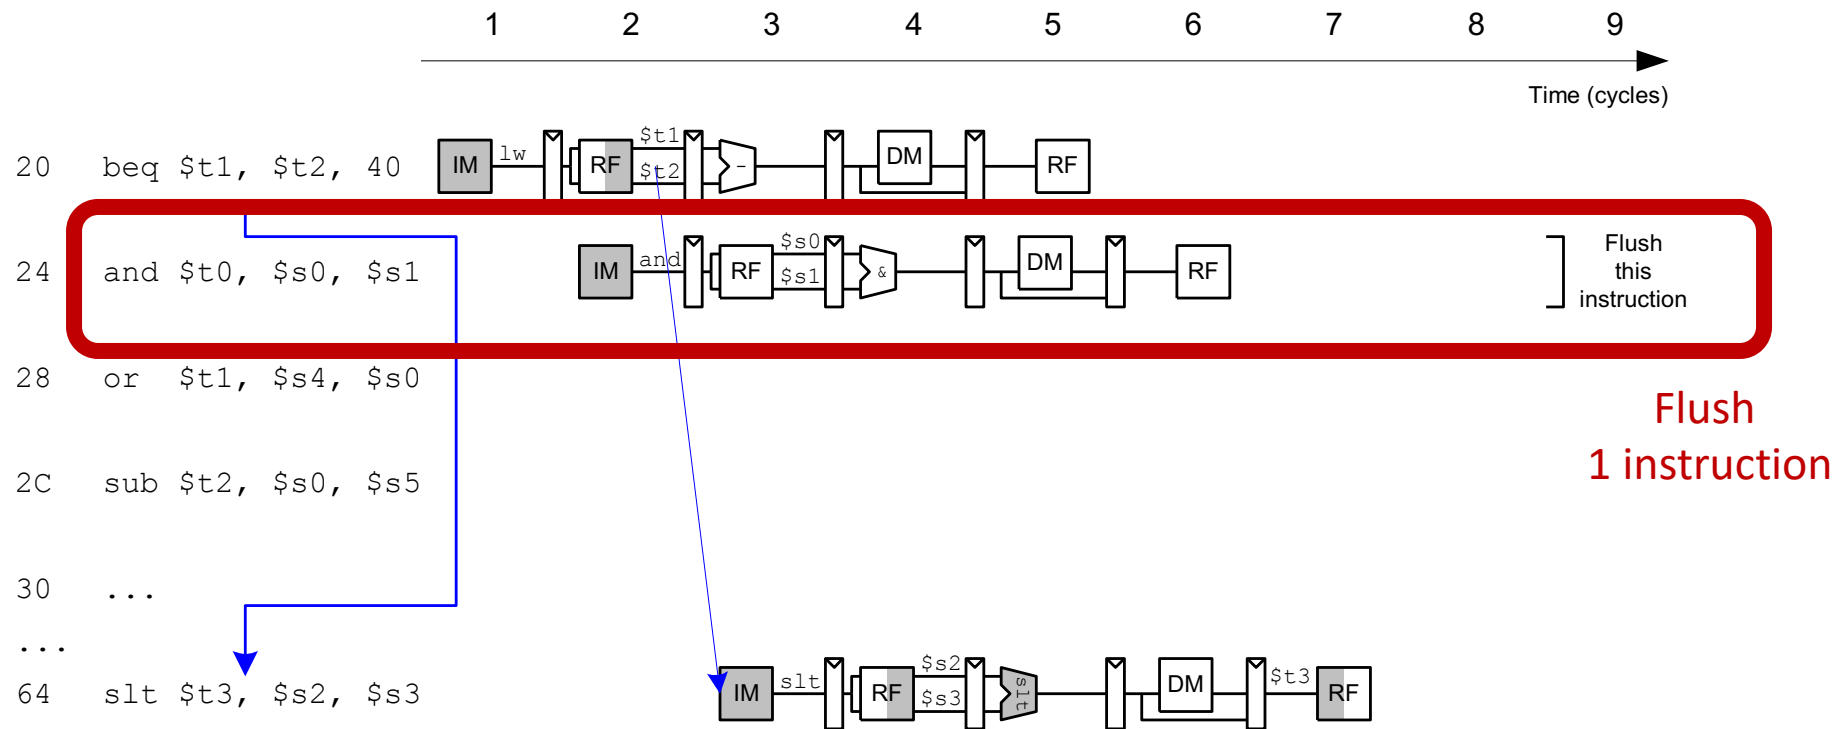 1 2 3 4 5 6 7 8 9
Time (cycles)
20 beq $t1, $t2, 40 IM lw RF $t1 $t2 - DM RF
24 and $t0, $s0, $s1 IM and RF $s0 $s1 & DM RF
Flush
this
instruction
28 or $t1, $s4, $s0
Flush
1 instruction
2C sub $t2, $s0, $s5
30 ...
...
64 slt $t3, $s2, $s3 IM slt RF $s2 $s3 slt DM $t3 RF